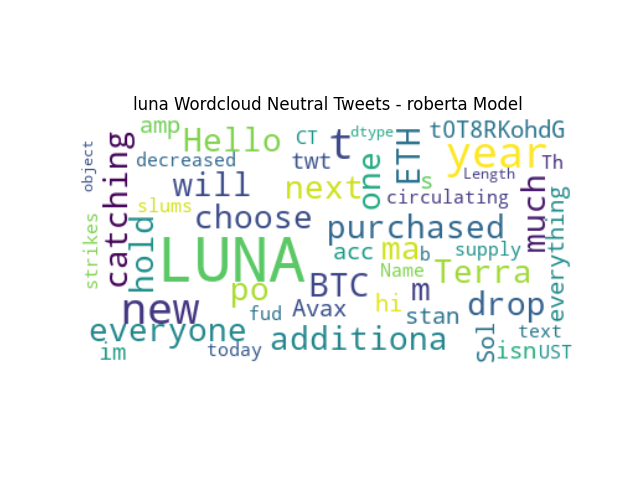 luna Wordcloud Neutral Tweets - roberta Model
amp
Hello
CT
t
dtype
ETH
t0T8RKohdG
object
catching
decreased
twt
one
year
Th
will
next
s
Length
slums
choose
circulating
much
everything
strikes
hold
purchased
LUNA
acc
ma
b
supply
Name
Terra
po
BTC
m
new
fud
Avax
hi
stan
drop
everyone
additiona
Sol
text
im
today
isn
UST